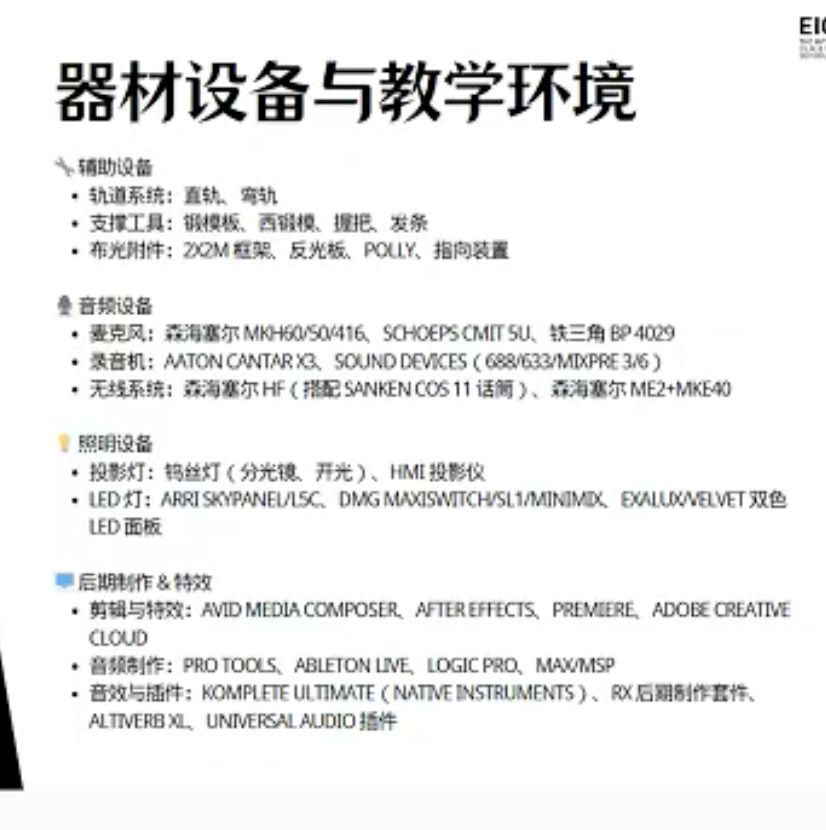 EIC
器材设备与教学环境
🔧 辅助设备
• 轨道系统：直轨、弯轨
• 支撑工具：锻模板、西锻模、握把、发条
• 布光附件：2X2M 框架、反光板、POLLY、指向装置
🎙 音频设备
• 麦克风：森海塞尔 MKH60/50/416、SCHOEPS CMIT 5U、铁三角 BP 4029
• 录音机：AATON CANTAR X3、SOUND DEVICES（688/633/MIXPRE 3/6）
• 无线系统：森海塞尔 HF（搭配 SANKEN COS 11 话筒）、森海塞尔 ME2+MKE40
💡 照明设备
• 投影灯：钨丝灯（分光镜、开光）、HMI 投影仪
• LED 灯：ARRI SKYPANEL/L5C、DMG MAXISWITCH/SL1/MINIMIX、EXALUX/VELVET 双色
LED 面板
🖥 后期制作 & 特效
• 剪辑与特效：AVID MEDIA COMPOSER、AFTER EFFECTS、PREMIERE、ADOBE CREATIVE
CLOUD
• 音频制作：PRO TOOLS、ABLETON LIVE、LOGIC PRO、MAX/MSP
• 音效与插件：KOMPLETE ULTIMATE（NATIVE INSTRUMENTS）、RX 后期制作套件、
ALTIVERB XL、UNIVERSAL AUDIO 插件